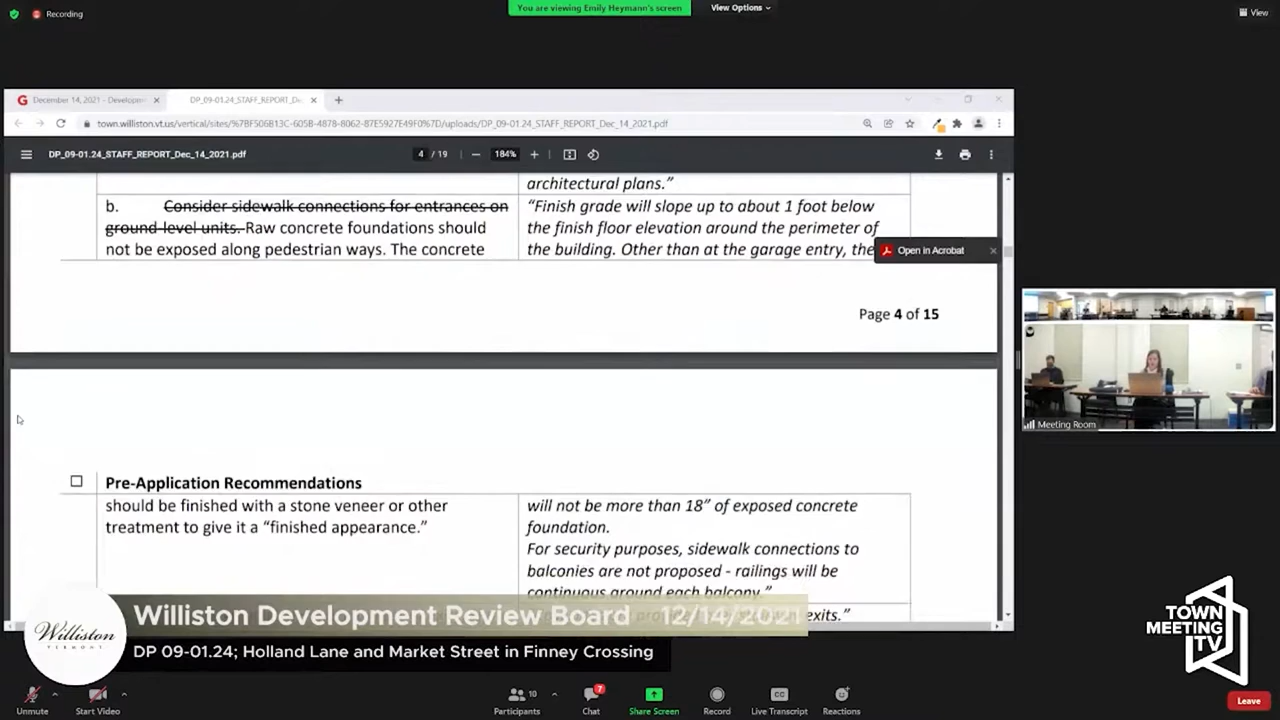 Recording
You are viewing Emily Heymann's screen
View Options
View
December 14, 2021 - Developm
DP_09-01.24_STAFF_REPORT_De
town.williston.vt.us/vertical/sites/%7BF506B13C-605B-4878-8062-87E5927E49F0%7D/uploads/DP_09-01.24_STAFF_REPORT_Dec_14_2021.pdf
DP_09-01.24_STAFF_REPORT_Dec_14_2021.pdf
4 / 19
184%
architectural plans."
b. Consider sidewalk connections for entrances on
ground-level units. Raw concrete foundations should
not be exposed along pedestrian ways. The concrete
"Finish grade will slope up to about 1 foot below
the finish floor elevation around the perimeter of
the building. Other than at the garage entry, the
Open in Acrobat
Page 4 of 15
Pre-Application Recommendations
should be finished with a stone veneer or other
treatment to give it a "finished appearance."
will not be more than 18" of exposed concrete
foundation.
For security purposes, sidewalk connections to
balconies are not proposed - railings will be
continuous around each balcony."
exits."
Meeting Room
Williston
VERMONT
Williston Development Review Board 12/14/2021
DP 09-01.24; Holland Lane and Market Street in Finney Crossing
TOWN
MEETING
TV
Unmute
Start Video
Participants
10
Chat
7
Share Screen
Record
CC
Live Transcript
Reactions
Leave